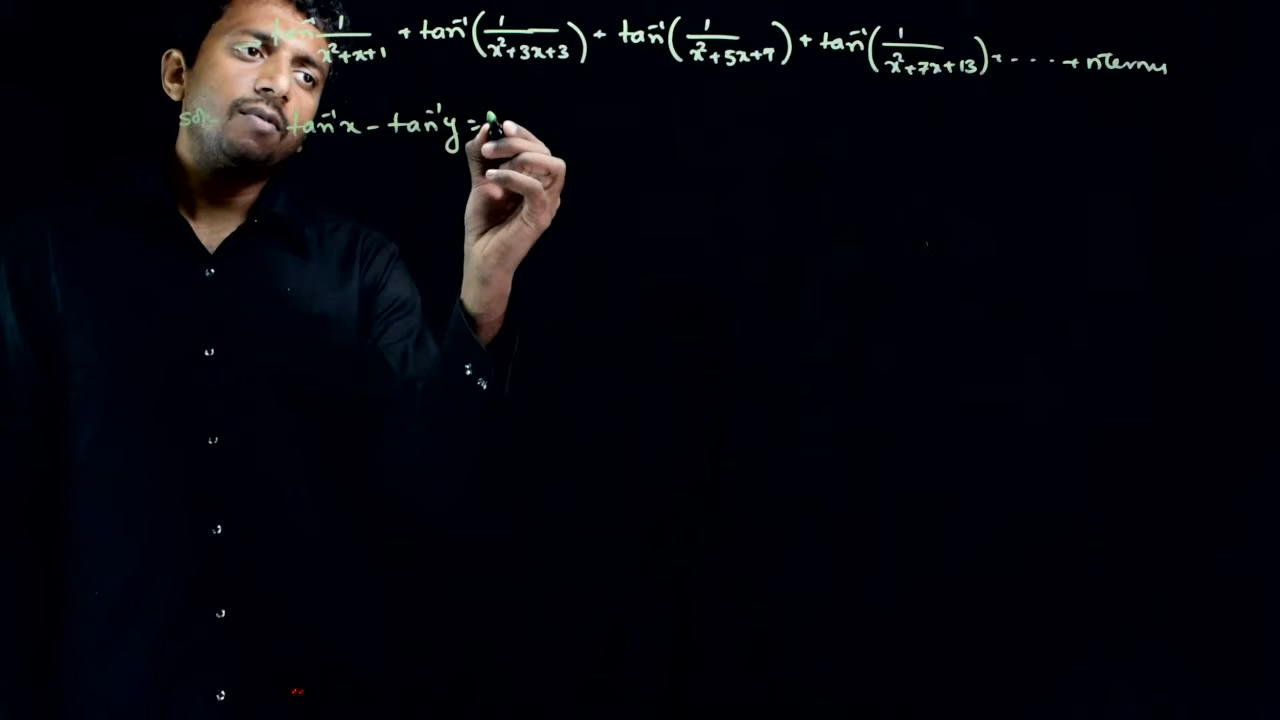 tan⁻¹ 1/(x²+x+1) + tan⁻¹(1/(x²+3x+3)) + tan⁻¹(1/(x²+5x+7)) + tan⁻¹(1/(x²+7x+13)) + .... + n terms
sol:- tan⁻¹x - tan⁻¹y =